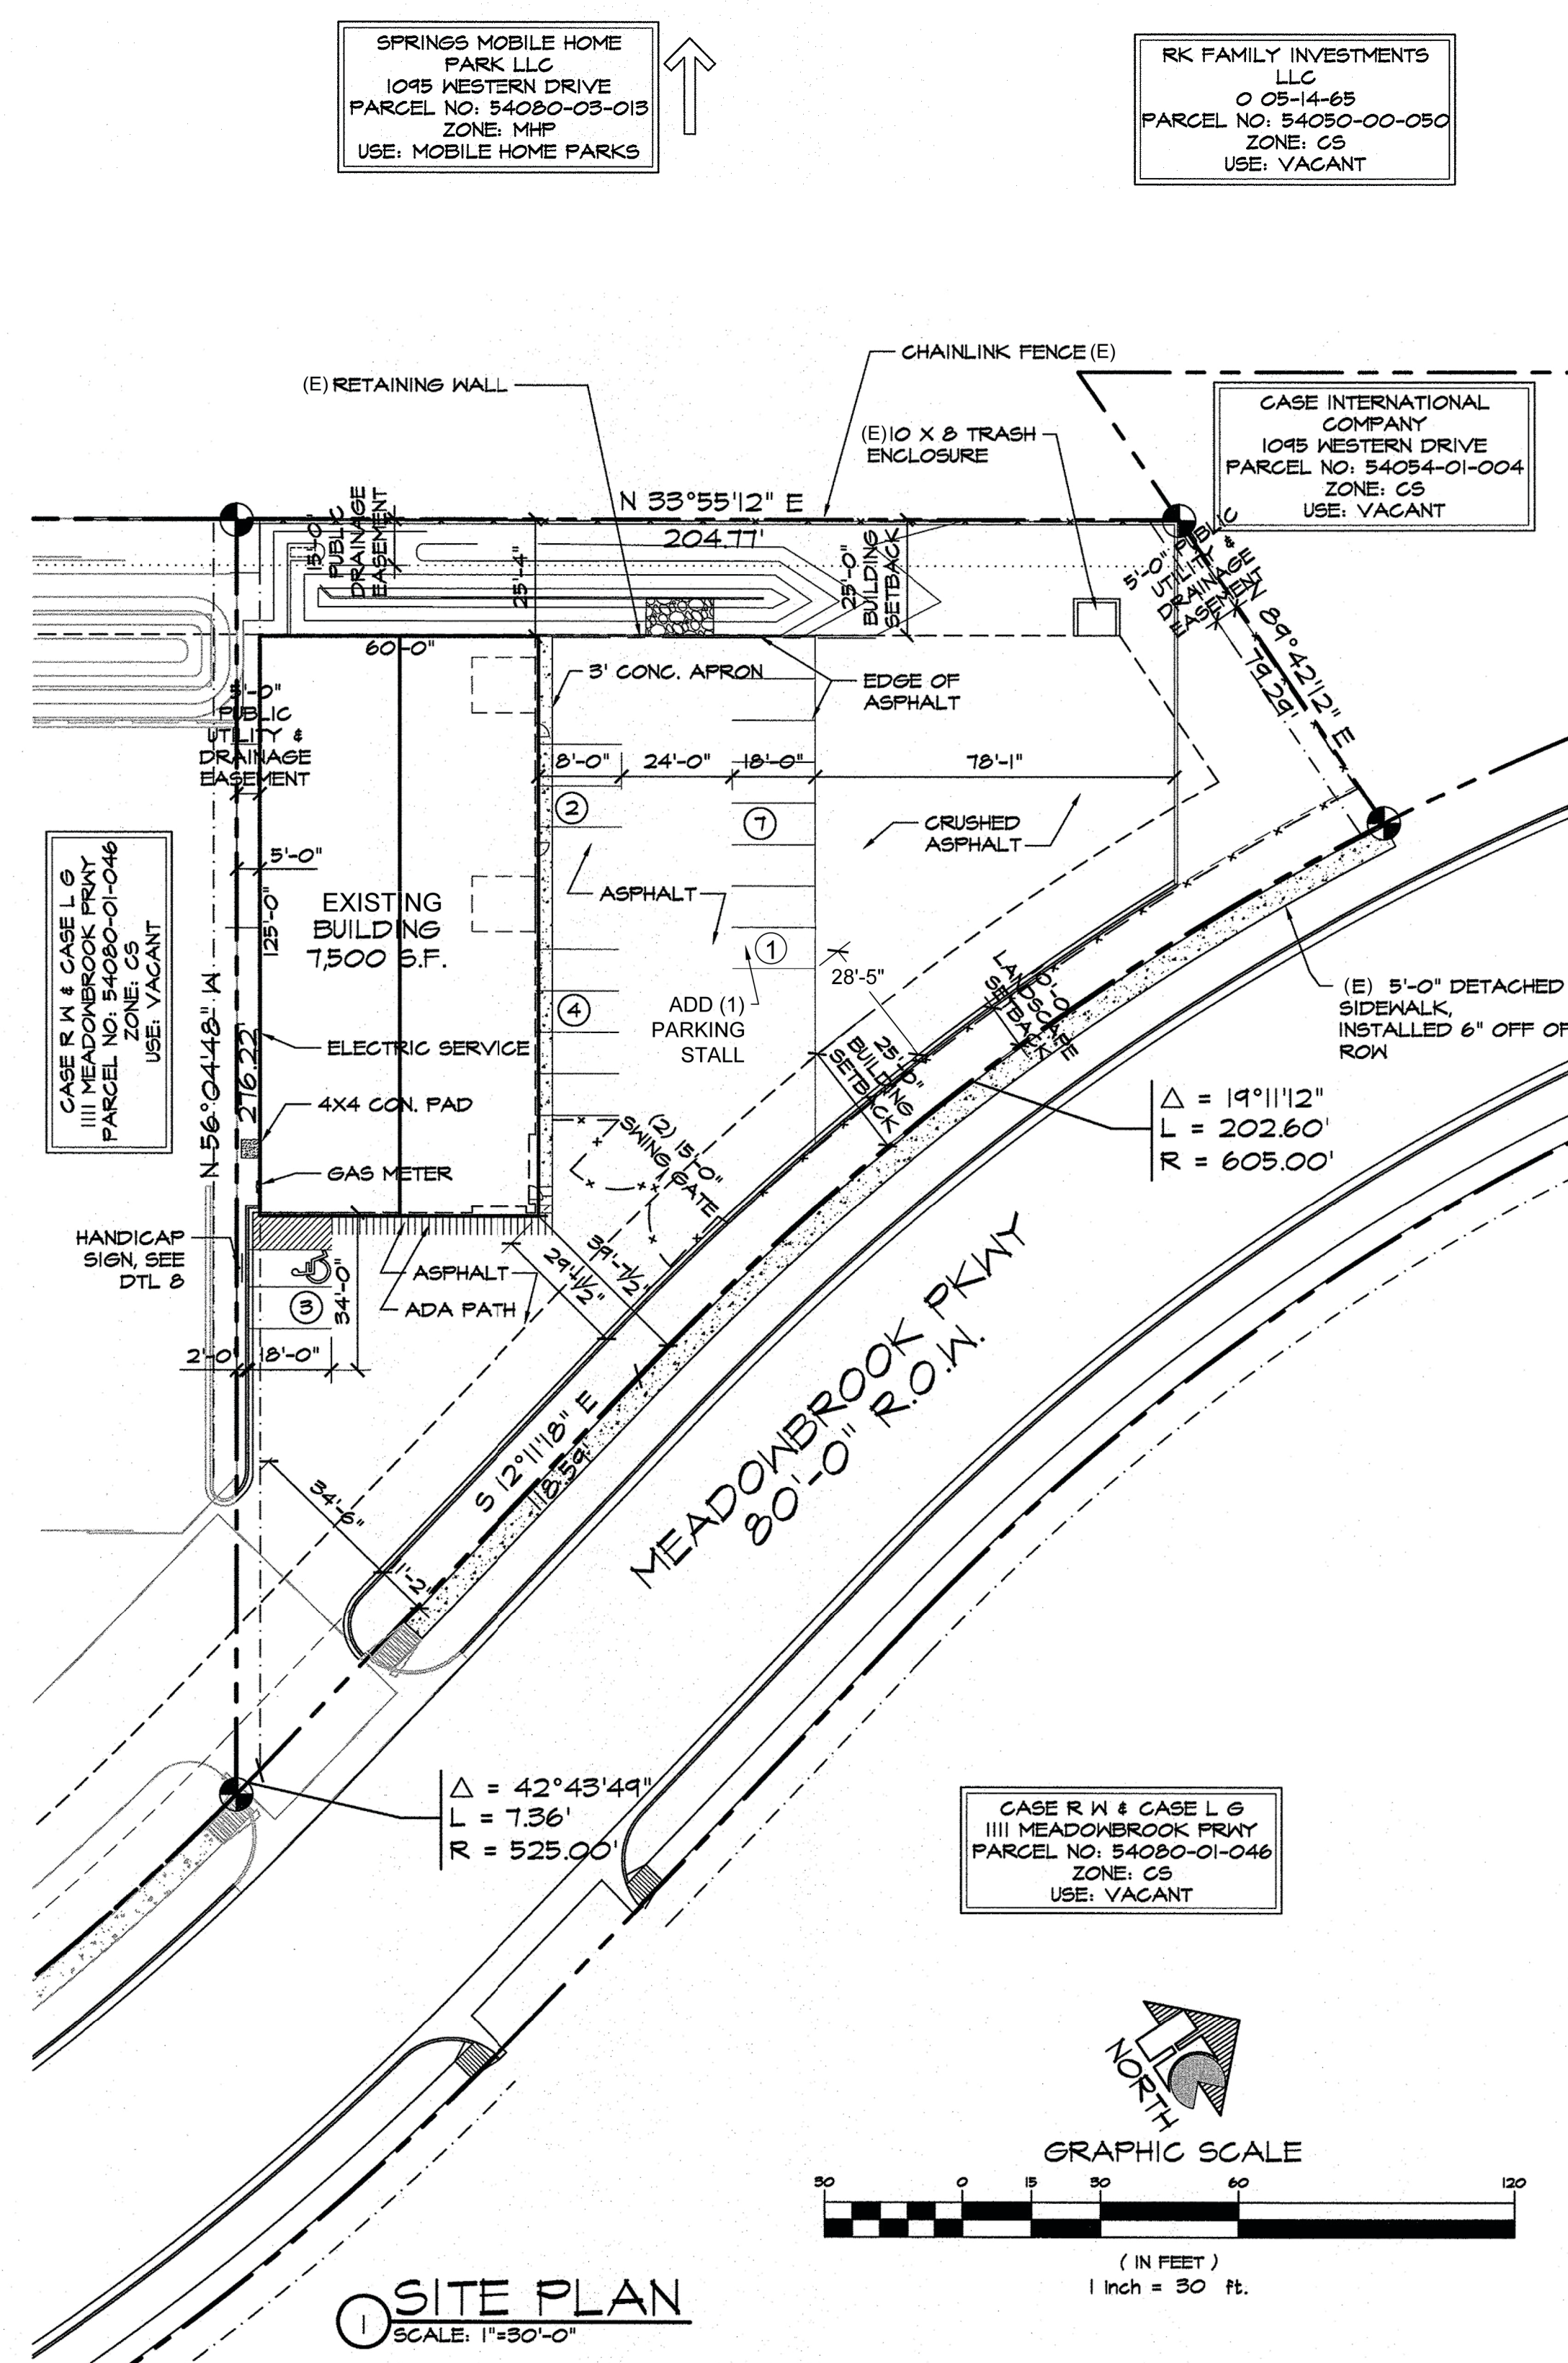 SPRINGS MOBILE HOME
PARK LLC
1095 WESTERN DRIVE
PARCEL NO: 54080-03-013
ZONE: MHP
USE: MOBILE HOME PARKS
RK FAMILY INVESTMENTS
LLC
0 05-14-65
PARCEL NO: 54050-00-050
ZONE: CS
USE: VACANT
CHAINLINK FENCE (E)
(E) RETAINING WALL
(E) 10 X 8 TRASH
ENCLOSURE
CASE INTERNATIONAL
COMPANY
1095 WESTERN DRIVE
PARCEL NO: 54054-01-004
ZONE: CS
USE: VACANT
N 33°55'12" E
204.77'
15'-0"
PUBLIC
DRAINAGE
EASEMENT
25'-4"
25'-0"
BUILDING
SETBACK
5'-0" PUBLIC
UTILITY &
DRAINAGE
EASEMENT
89°42'12" E
79.29'
60'-0"
3' CONC. APRON
EDGE OF
ASPHALT
5'-0"
PUBLIC
UTILITY &
DRAINAGE
EASEMENT
8'-0"
24'-0"
18'-0"
78'-1"
2
7
CRUSHED
ASPHALT
5'-0"
ASPHALT
CASE R W & CASE L G
1111 MEADOWBROOK PRWY
PARCEL NO: 54080-01-046
ZONE: CS
USE: VACANT
125'-0"
EXISTING
BUILDING
7,500 S.F.
1
28'-5"
ADD (1)
PARKING
STALL
4
10'-0"
LANDSCAPE
SETBACK
(E) 5'-0" DETACHED
SIDEWALK,
INSTALLED 6" OFF OF
ROW
N 56°04'48" W
276.22'
ELECTRIC SERVICE
4X4 CON. PAD
GAS METER
25'-0"
BUILDING
SETBACK
(2) 15'-0"
SWING GATE
Δ = 19°11'12"
L = 202.60'
R = 605.00'
HANDICAP
SIGN, SEE
DTL 8
ASPHALT
ADA PATH
3
34'-0"
2'-0"
18'-0"
29'-11 1/2"
39'-7 1/2"
S 12°11'18" E
118.59'
MEADOWBROOK PKWY
80'-0" R.O.W.
34'-6"
Δ = 42°43'49"
L = 7.36'
R = 525.00'
CASE R W & CASE L G
1111 MEADOWBROOK PRWY
PARCEL NO: 54080-01-046
ZONE: CS
USE: VACANT
NORTH
GRAPHIC SCALE
30 0 15 30 60 120
( IN FEET )
1 inch = 30 ft.
1
SITE PLAN
SCALE: 1"=30'-0"